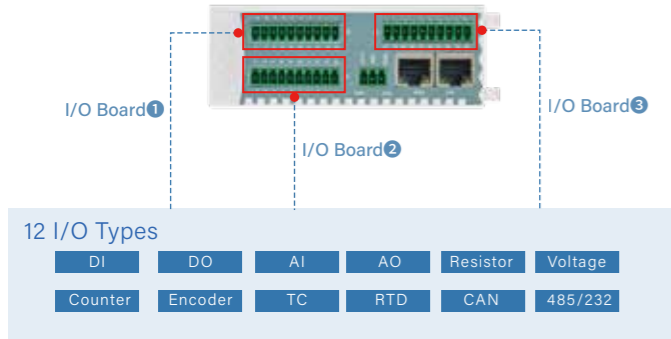 I/O Board❶
I/O Board❸
I/O Board❷
12 I/O Types
DI DO AI AO Resistor Voltage
Counter Encoder TC RTD CAN 485/232